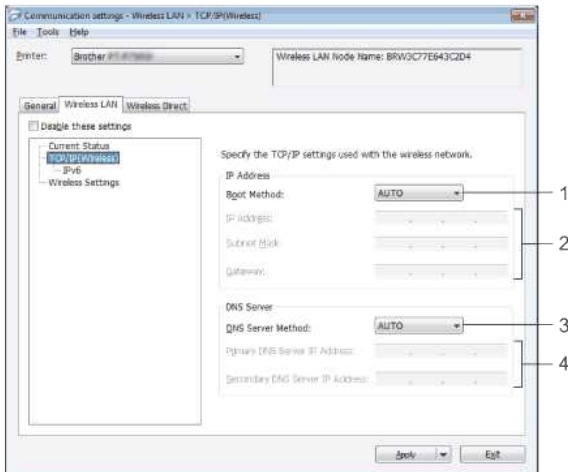 Communication settings - Wireless LAN > TCP/IP(Wireless)
File Tools Help
Printer: Brother
Wireless LAN Node Name: BRW3C77E643C2D4
General Wireless LAN Wireless Direct
Disable these settings
Current Status
TCP/IP(Wireless)
IPv6
Wireless Settings
Specify the TCP/IP settings used with the wireless network.
IP Address
Boot Method: AUTO 1
IP Address:
Subnet Mask: 2
Gateway:
DNS Server
DNS Server Method: AUTO 3
Primary DNS Server IP Address: 4
Secondary DNS Server IP Address:
Apply Exit